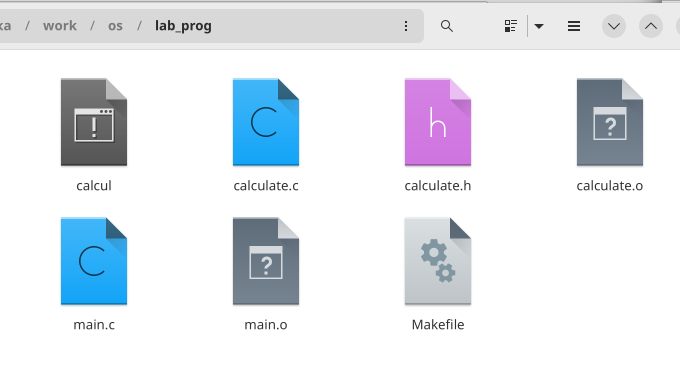 ka / work / os / lab_prog
calcul
calculate.c
calculate.h
calculate.o
main.c
main.o
Makefile